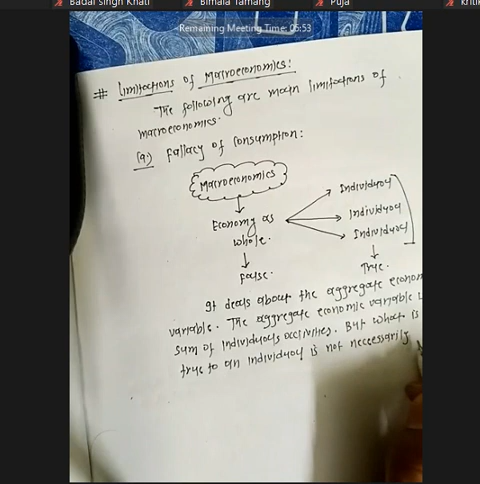 Badal singh Khati
Bimala Tamang
Puja
Remaining Meeting Time: 05:53
# Limitations of Macroeconomics:
The following are main limitations of
macroeconomics.
(a.) Fallacy of Consumption:
Macroeconomics
Economy as
whole.
False.
Individual
Individual
Individual
True.
It deals about the aggregate econom
variable. The aggregate economic variable
sum of individuals activities. But what is
true to an individual is not neccessarily